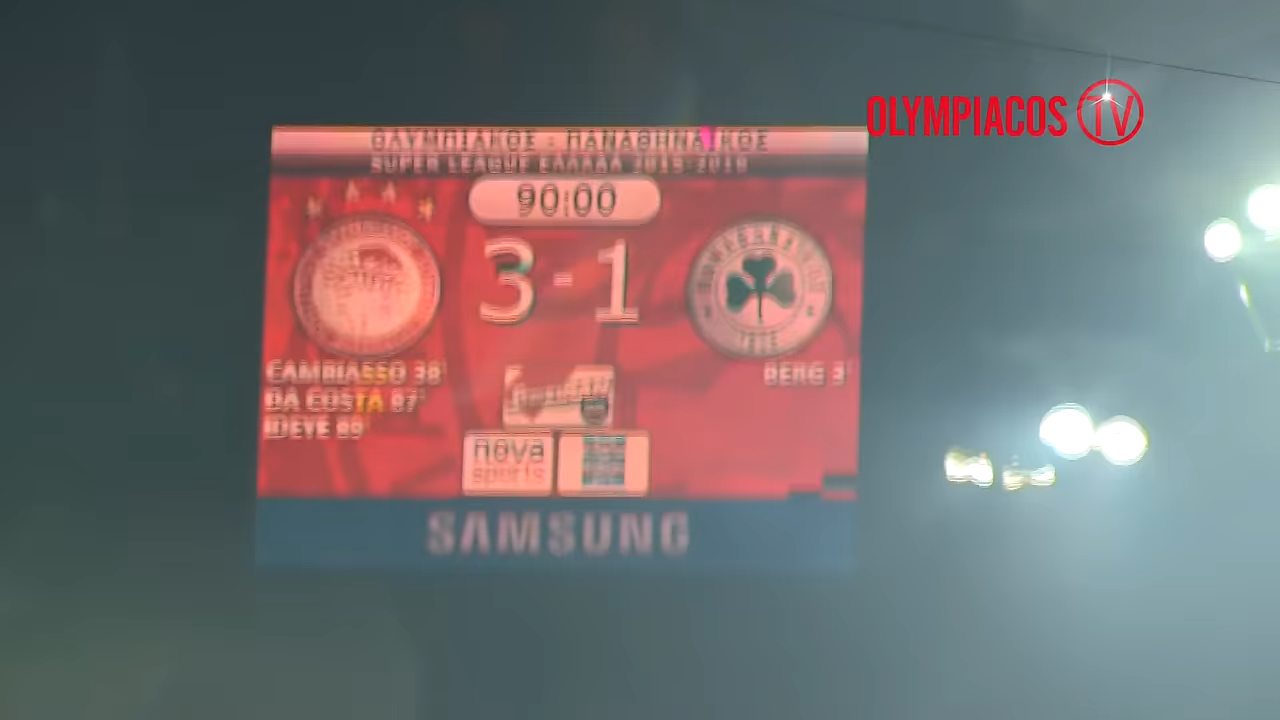 OLYMPIACOS TV
ΟΛΥΜΠΙΑΚΟΣ - ΠΑΝΑΘΗΝΑΪΚΟΣ
SUPER LEAGUE ΕΛΛΑΔΑ 2015-2016
90:00
3 - 1
1908
CAMBIASSO 38'
DA COSTA 87'
IDEYE 89'
BERG 3'
nova
sports
SAMSUNG